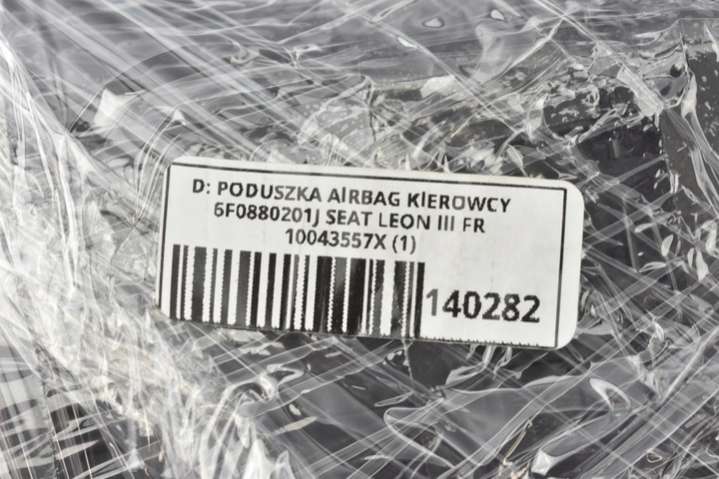 D: PODUSZKA AIRBAG KIEROWCY
6F0880201J SEAT LEON III FR
10043557X (1)
140282